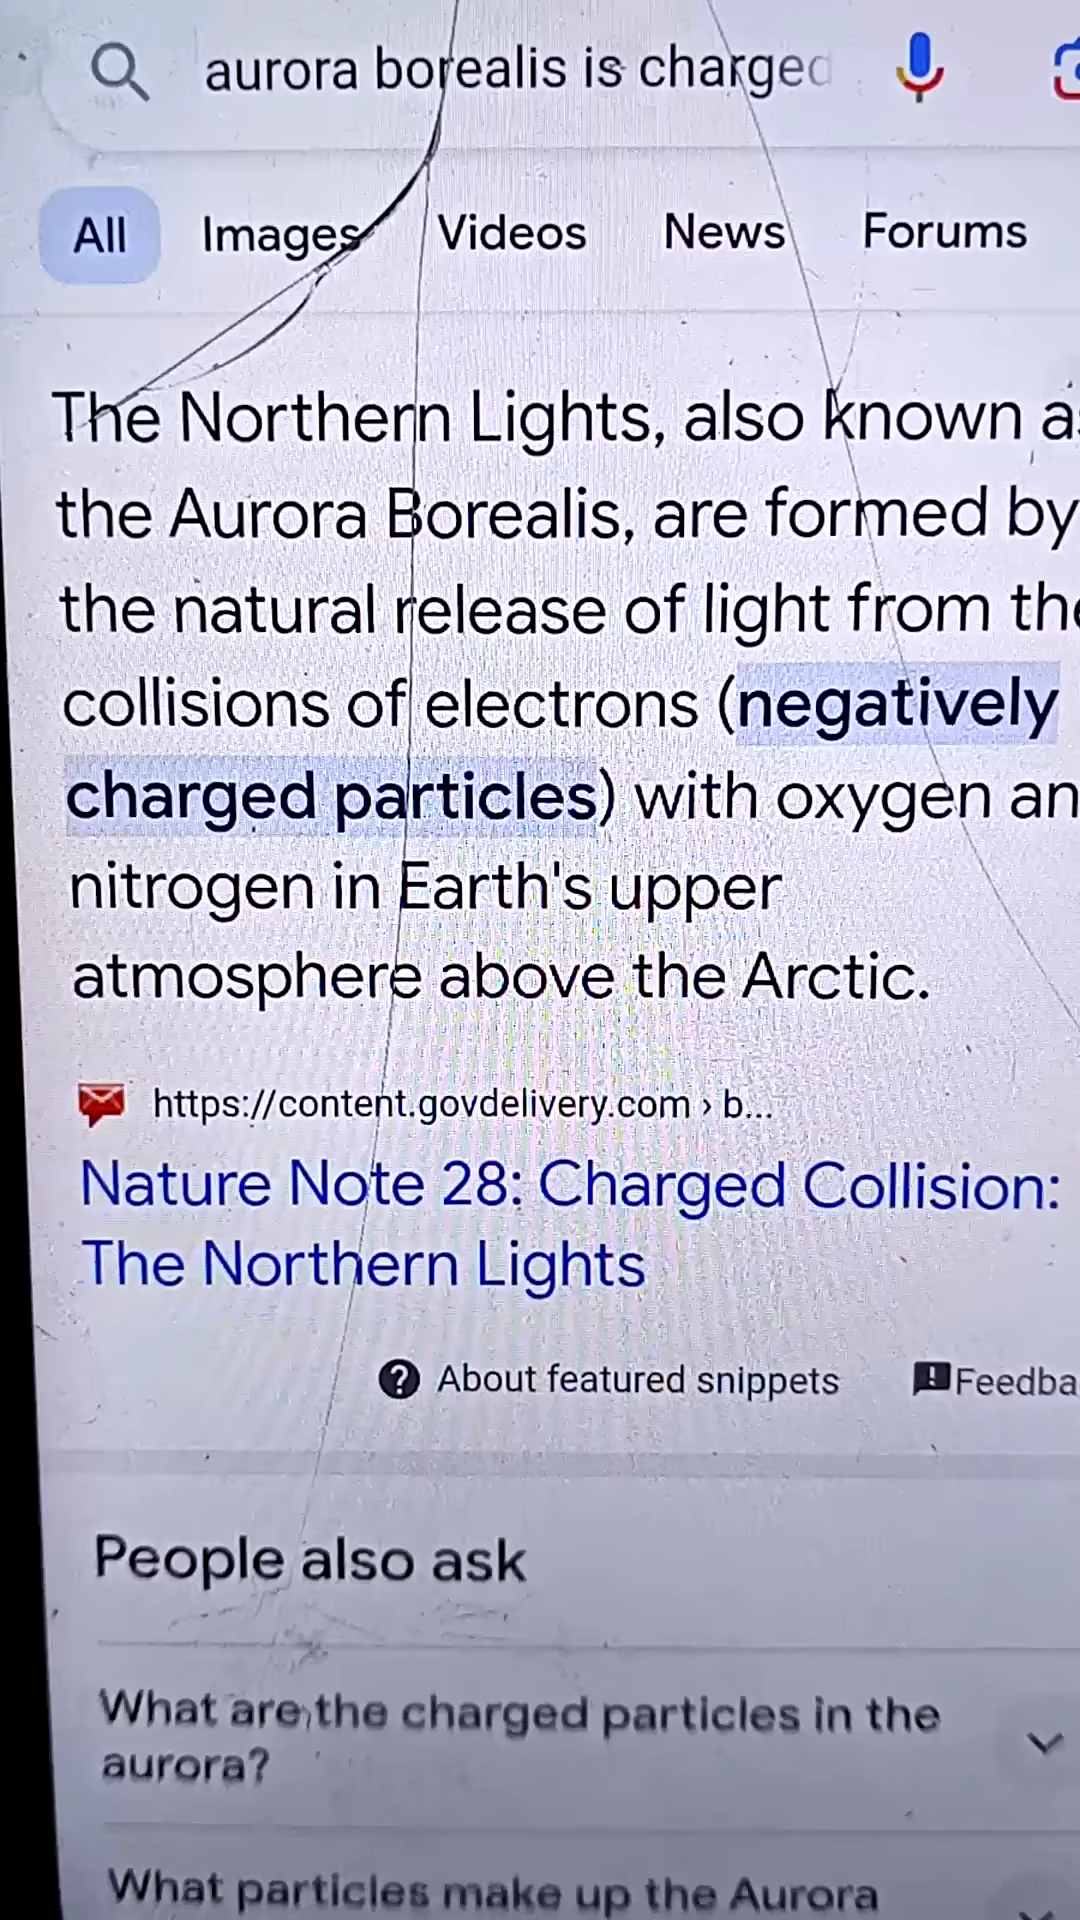 aurora borealis is charged
All Images Videos News Forums
The Northern Lights, also known as
the Aurora Borealis, are formed by
the natural release of light from the
collisions of electrons (negatively
charged particles) with oxygen an
nitrogen in Earth's upper
atmosphere above the Arctic.
https://content.govdelivery.com › b...
Nature Note 28: Charged Collision:
The Northern Lights
About featured snippets Feedba
People also ask
What are the charged particles in the
aurora?
What particles make up the Aurora